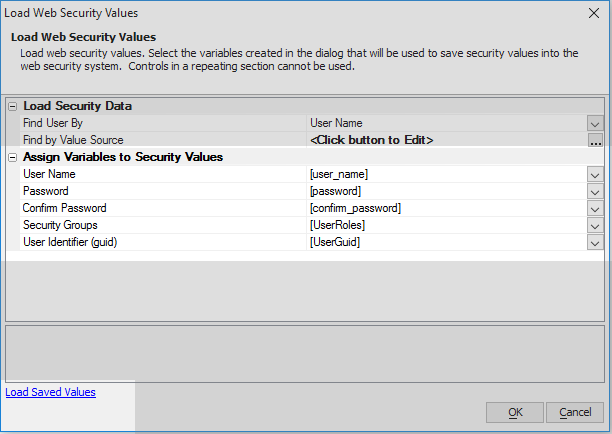 Load Web Security Values
Load Web Security Values
Load web security values. Select the variables created in the dialog that will be used to save security values into the
web security system.  Controls in a repeating section cannot be used.
Load Security Data
Find User By User Name
Find by Value Source <Click button to Edit> ...
Assign Variables to Security Values
User Name [user_name]
Password [password]
Confirm Password [confirm_password]
Security Groups [UserRoles]
User Identifier (guid) [UserGuid]
Load Saved Values
OK Cancel